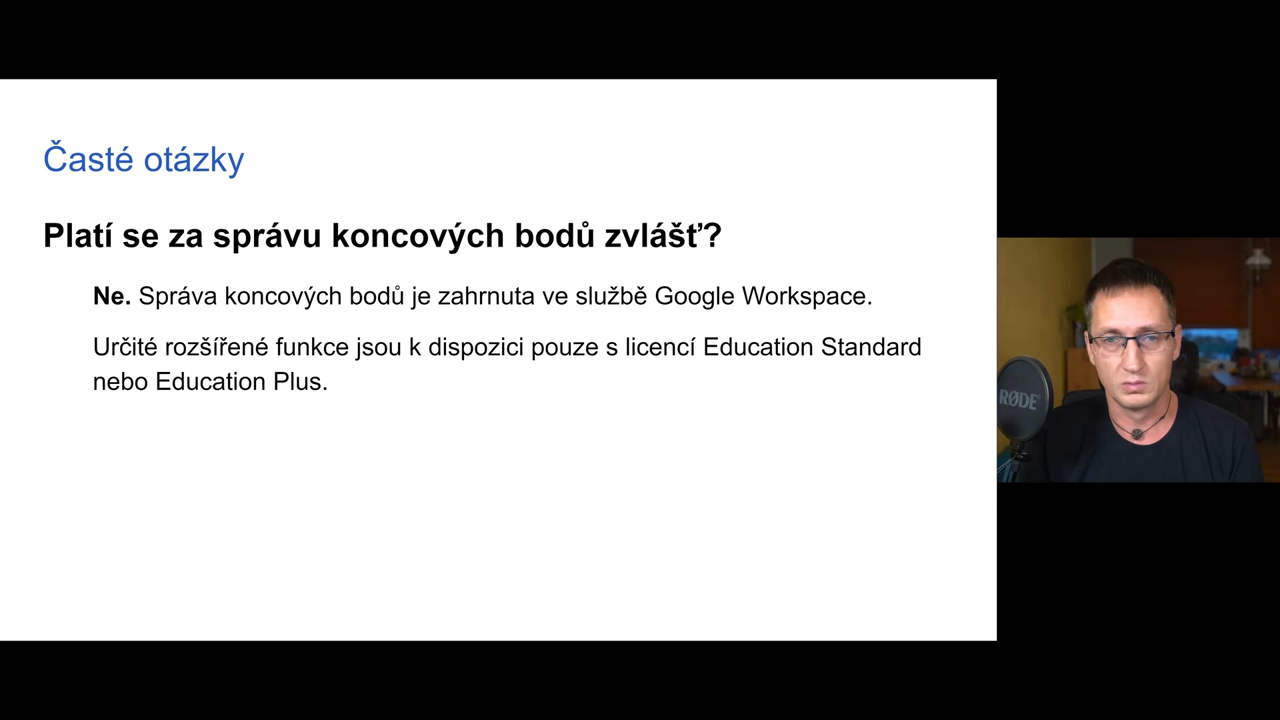 Časté otázky
Platí se za správu koncových bodů zvlášť?
Ne. Správa koncových bodů je zahrnuta ve službě Google Workspace.
Určité rozšířené funkce jsou k dispozici pouze s licencí Education Standard
nebo Education Plus.
RØDE